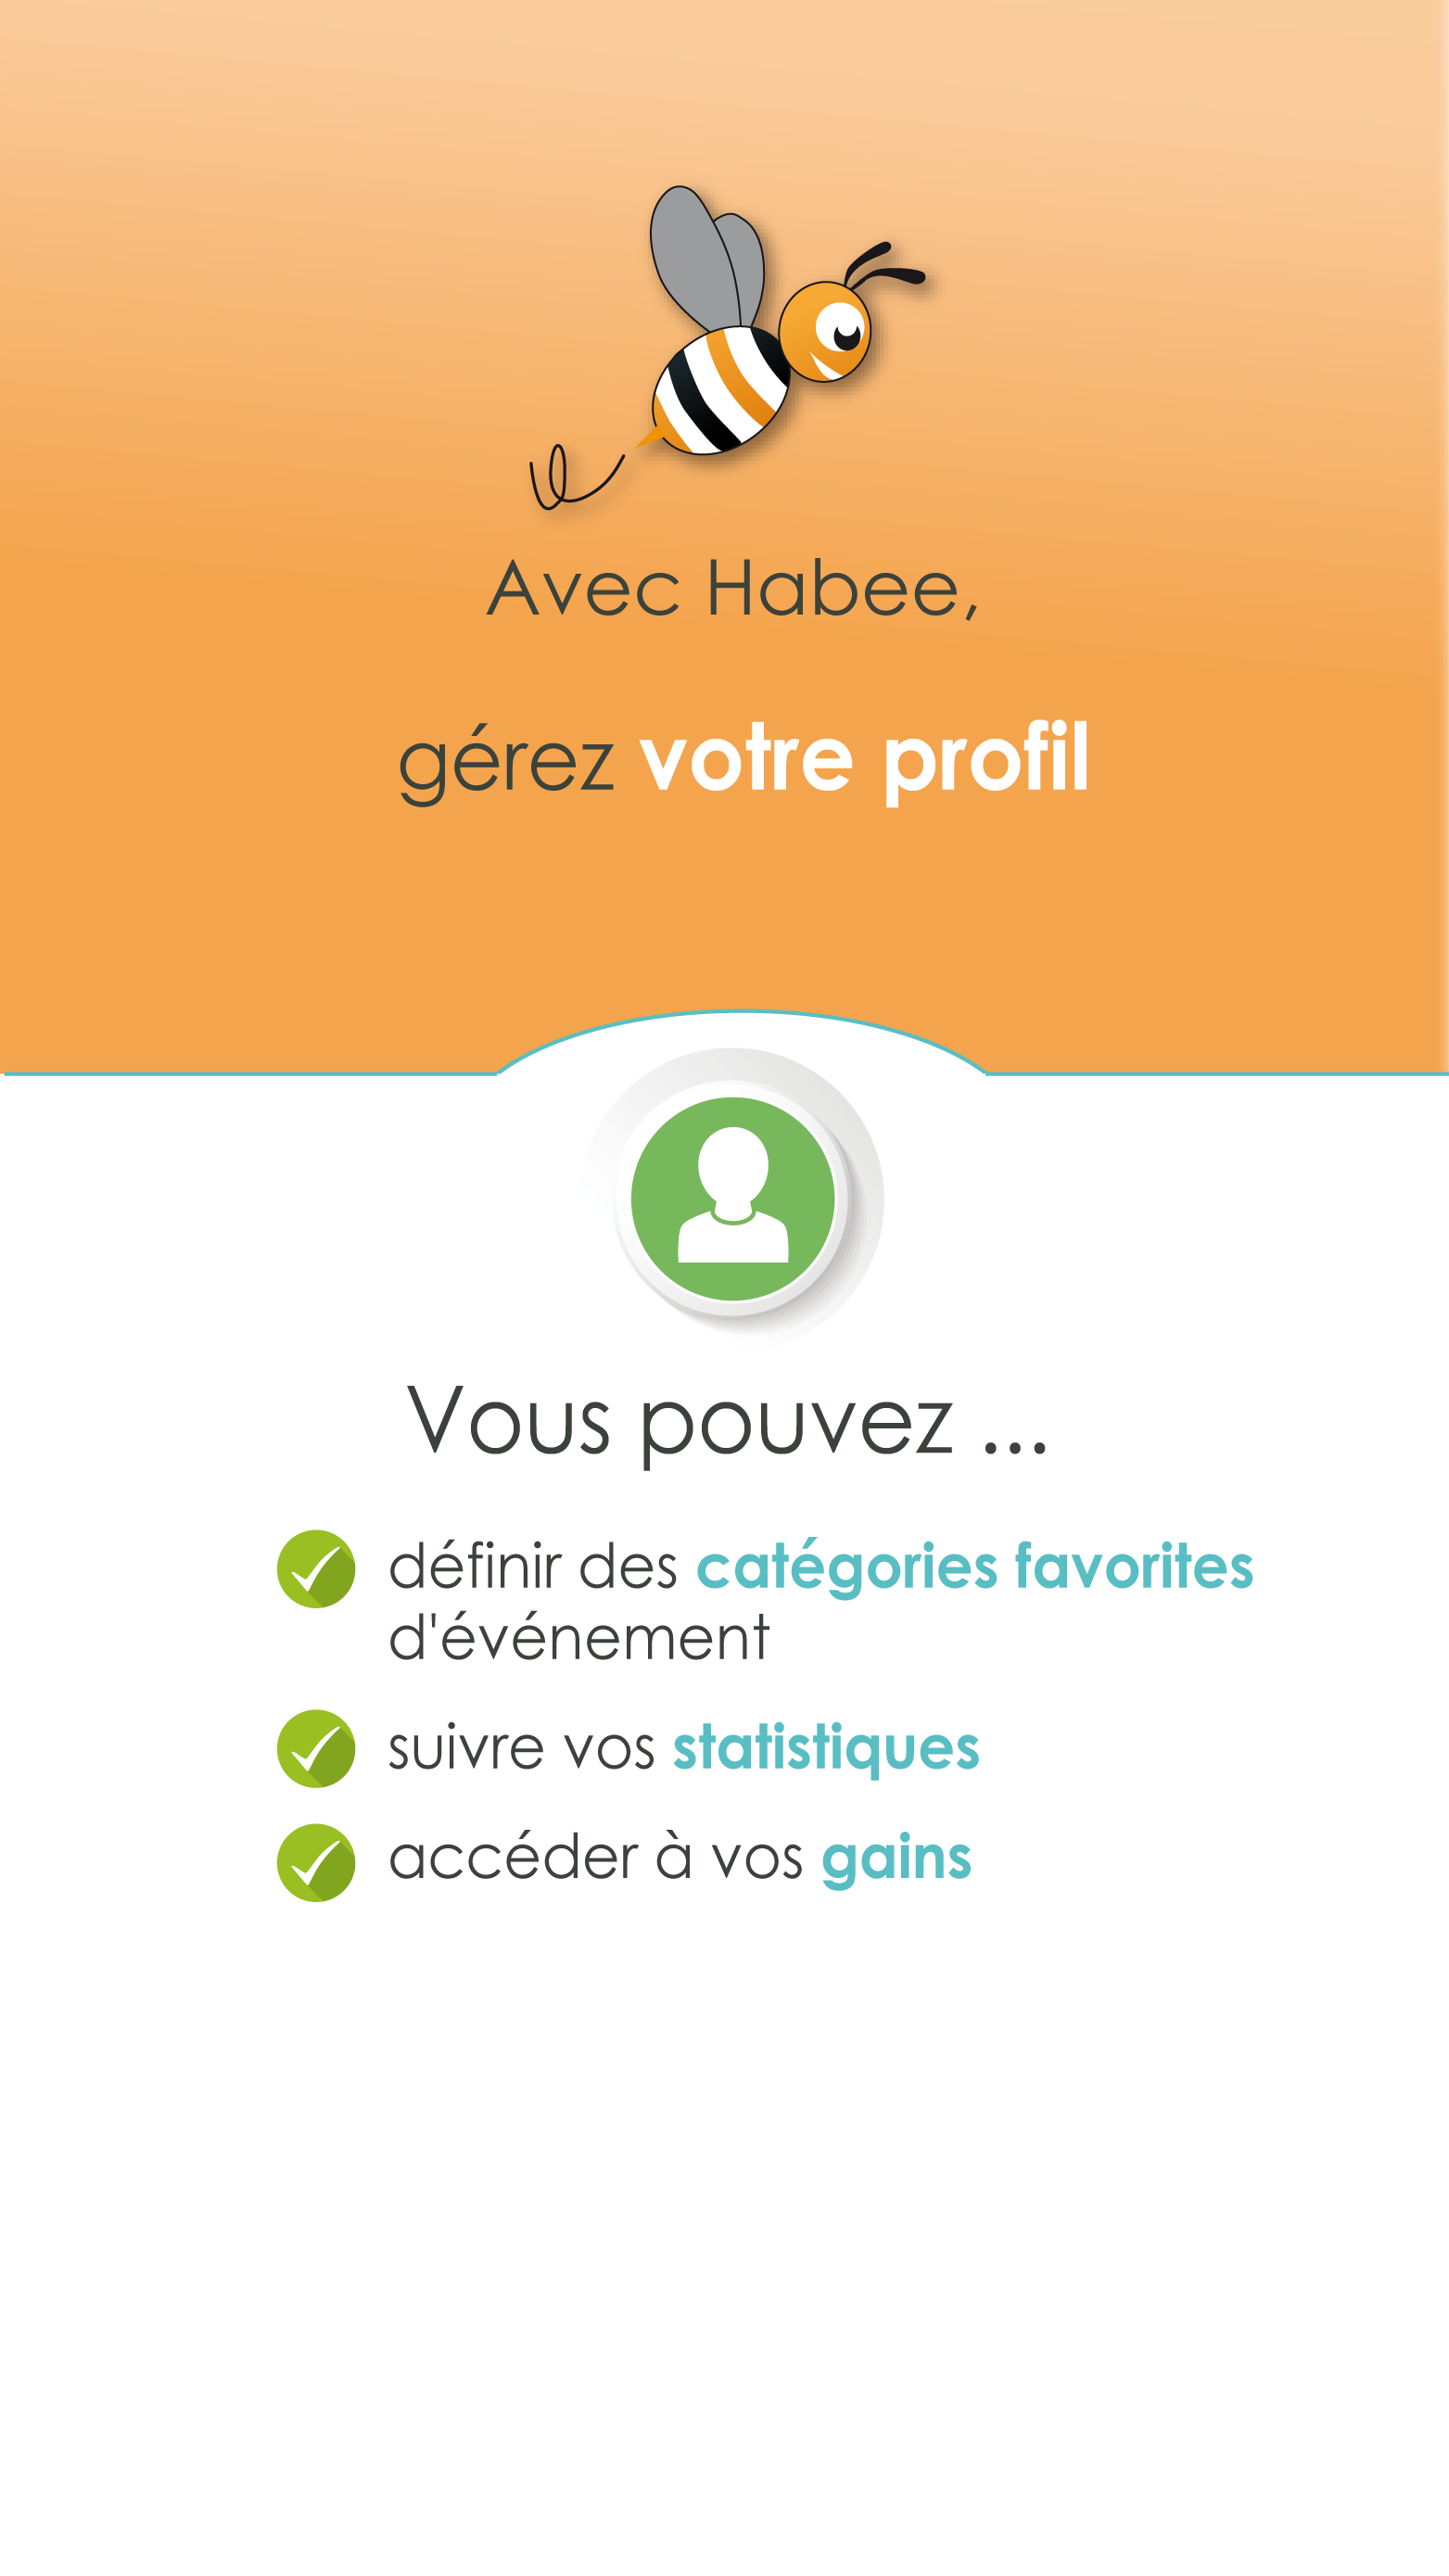 Avec Habee,
gérez votre profil
Vous pouvez ...
définir des catégories favorites
d'événement
suivre vos statistiques
accéder à vos gains